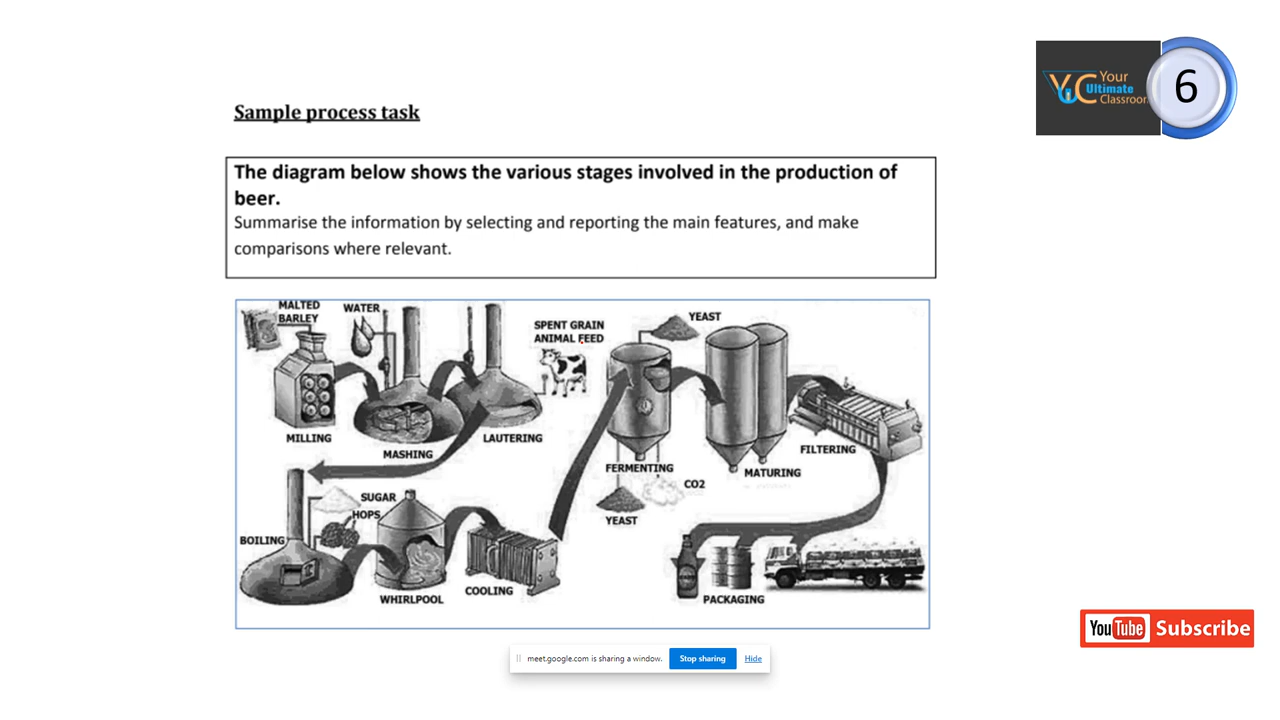 Your
Ultimate
Classroom
6
Sample process task
The diagram below shows the various stages involved in the production of
beer.
Summarise the information by selecting and reporting the main features, and make
comparisons where relevant.
MALTED
BARLEY
WATER
SPENT GRAIN
ANIMAL FEED
YEAST
MILLING
MASHING
LAUTERING
FERMENTING
MATURING
FILTERING
CO2
YEAST
SUGAR
HOPS
BOILING
WHIRLPOOL
COOLING
PACKAGING
meet.google.com is sharing a window.
Stop sharing
Hide
YouTube Subscribe